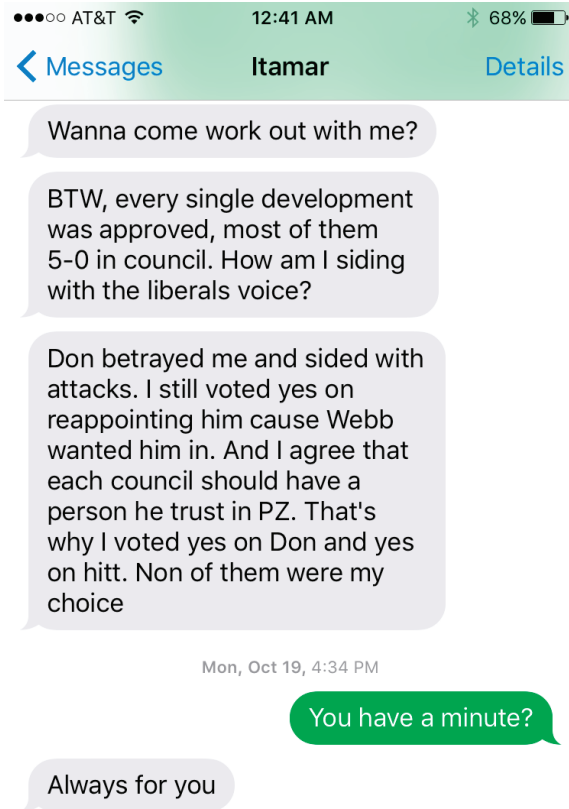 AT&T 12:41 AM 68%
Messages Itamar Details
Wanna come work out with me?
BTW, every single development
was approved, most of them
5-0 in council. How am I siding
with the liberals voice?
Don betrayed me and sided with
attacks. I still voted yes on
reappointing him cause Webb
wanted him in. And I agree that
each council should have a
person he trust in PZ. That's
why I voted yes on Don and yes
on hitt. Non of them were my
choice
Mon, Oct 19, 4:34 PM
You have a minute?
Always for you